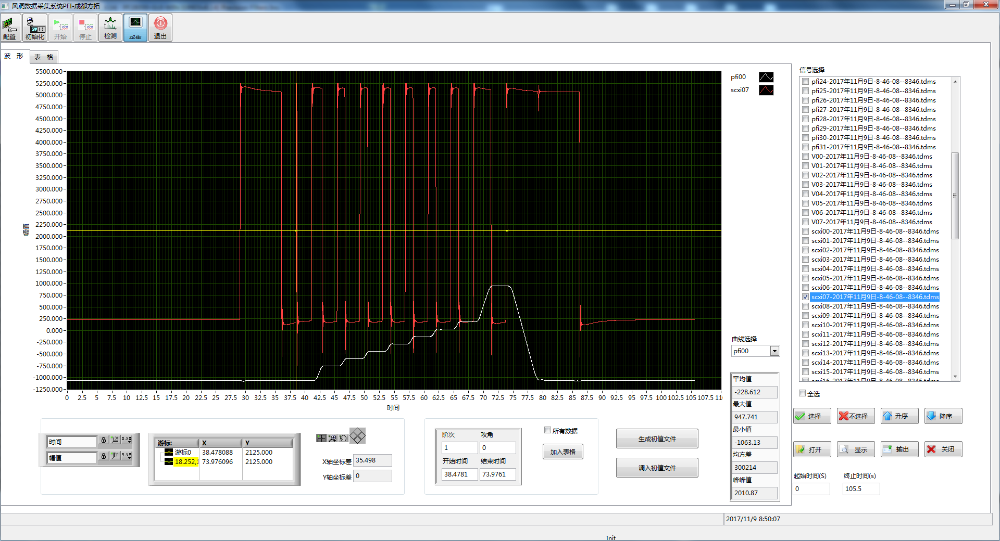 风洞数据采集系统PFI-成都方拓
配置
初始化
开始
停止
检测
采集
退出
波 形
表 格
5500.000
5250.000
5000.000
4750.000
4500.000
4250.000
4000.000
3750.000
3500.000
3250.000
3000.000
2750.000
2500.000
2250.000
2000.000
1750.000
1500.000
1250.000
1000.000
750.000
500.000
250.000
0.000
-250.000
-500.000
-750.000
-1000.000
-1250.000
幅值
0 2.5 5 7.5 10 12.5 15 17.5 20 22.5 25 27.5 30 32.5 35 37.5 40 42.5 45 47.5 50 52.5 55 57.5 60 62.5 65 67.5 70 72.5 75 77.5 80 82.5 85 87.5 90 92.5 95 97.5 100 102.5 105 107.5 110
时间
pfi00
scxi07
曲线选择
pfi00
平均值
-228.612
最大值
947.741
最小值
-1063.13
均方差
300214
峰峰值
2010.87
信号选择
pfi24-2017年11月9日-8-46-08--8346.tdms
pfi25-2017年11月9日-8-46-08--8346.tdms
pfi26-2017年11月9日-8-46-08--8346.tdms
pfi27-2017年11月9日-8-46-08--8346.tdms
pfi28-2017年11月9日-8-46-08--8346.tdms
pfi29-2017年11月9日-8-46-08--8346.tdms
pfi30-2017年11月9日-8-46-08--8346.tdms
pfi31-2017年11月9日-8-46-08--8346.tdms
V00-2017年11月9日-8-46-08--8346.tdms
V01-2017年11月9日-8-46-08--8346.tdms
V02-2017年11月9日-8-46-08--8346.tdms
V03-2017年11月9日-8-46-08--8346.tdms
V04-2017年11月9日-8-46-08--8346.tdms
V05-2017年11月9日-8-46-08--8346.tdms
V06-2017年11月9日-8-46-08--8346.tdms
V07-2017年11月9日-8-46-08--8346.tdms
scxi00-2017年11月9日-8-46-08--8346.tdms
scxi01-2017年11月9日-8-46-08--8346.tdms
scxi02-2017年11月9日-8-46-08--8346.tdms
scxi03-2017年11月9日-8-46-08--8346.tdms
scxi04-2017年11月9日-8-46-08--8346.tdms
scxi05-2017年11月9日-8-46-08--8346.tdms
scxi06-2017年11月9日-8-46-08--8346.tdms
scxi07-2017年11月9日-8-46-08--8346.tdms
scxi08-2017年11月9日-8-46-08--8346.tdms
scxi09-2017年11月9日-8-46-08--8346.tdms
scxi10-2017年11月9日-8-46-08--8346.tdms
scxi11-2017年11月9日-8-46-08--8346.tdms
scxi12-2017年11月9日-8-46-08--8346.tdms
scxi13-2017年11月9日-8-46-08--8346.tdms
scxi14-2017年11月9日-8-46-08--8346.tdms
scxi15-2017年11月9日-8-46-08--8346.tdms
scxi16-2017年11月9日-8-46-08--8346.tdms
全选
选择 不选择 升序 降序
打开 显示 输出 关闭
起始时间(S) 终止时间(s)
0 105.5
时间
幅值
游标: X Y
游标0 38.478088 2125.000
18.252,1 73.976096 2125.000
X轴坐标差 35.498
Y轴坐标差 0
阶次 攻角
1 0
开始时间 结束时间
38.4781 73.9761
所有数据
加入表格
生成初值文件
调入初值文件
2017/11/9 8:50:07
Init